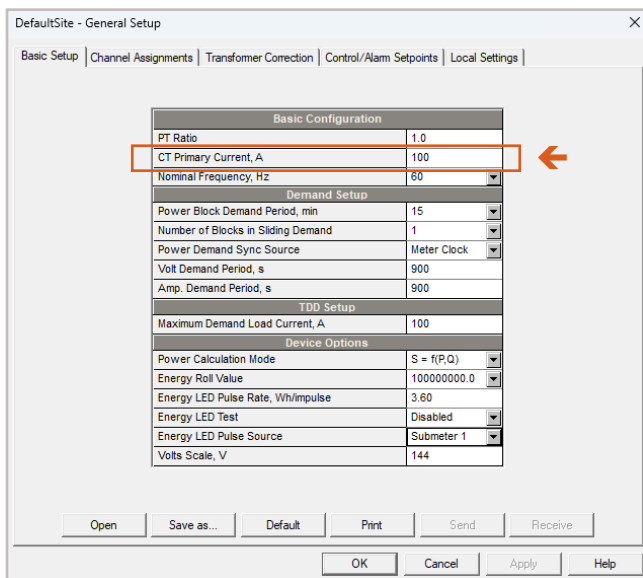 DefaultSite - General Setup
Basic Setup Channel Assignments Transformer Correction Control/Alarm Setpoints Local Settings
Basic Configuration
PT Ratio 1.0
CT Primary Current, A 100
Nominal Frequency, Hz 60
Demand Setup
Power Block Demand Period, min 15
Number of Blocks in Sliding Demand 1
Power Demand Sync Source Meter Clock
Volt Demand Period, s 900
Amp. Demand Period, s 900
TDD Setup
Maximum Demand Load Current, A 100
Device Options
Power Calculation Mode S = f(P,Q)
Energy Roll Value 100000000.0
Energy LED Pulse Rate, Wh/impulse 3.60
Energy LED Test Disabled
Energy LED Pulse Source Submeter 1
Volts Scale, V 144
Open Save as... Default Print Send Receive
OK Cancel Apply Help